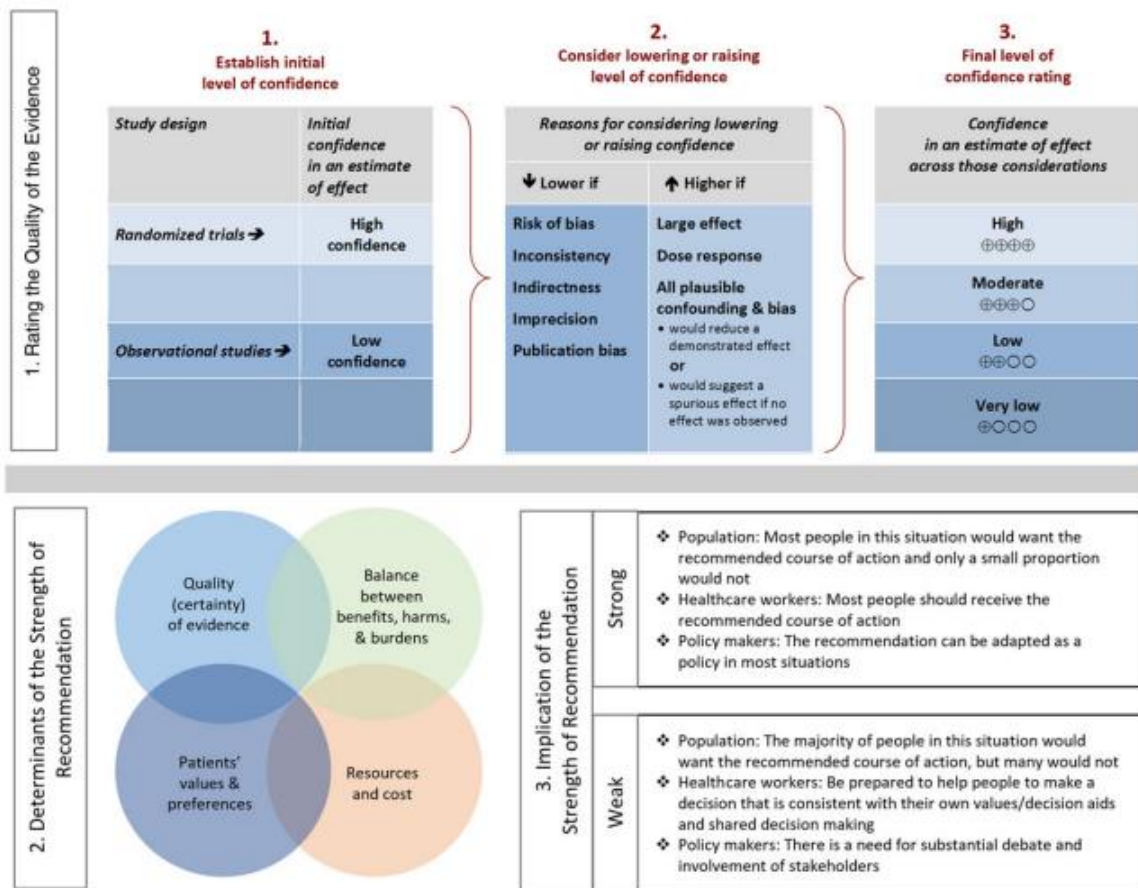 1. Rating the Quality of the Evidence
1.
Establish initial
level of confidence
2.
Consider lowering or raising
level of confidence
3.
Final level of
confidence rating
Study design
Initial
confidence
in an estimate
of effect
Randomized trials ➔
High
confidence
Observational studies ➔
Low
confidence
Reasons for considering lowering
or raising confidence
🡇 Lower if
🡅 Higher if
Risk of bias
Inconsistency
Indirectness
Imprecision
Publication bias
Large effect
Dose response
All plausible
confounding & bias
• would reduce a
demonstrated effect
or
• would suggest a
spurious effect if no
effect was observed
Confidence
in an estimate of effect
across those considerations
High
⊕⊕⊕⊕
Moderate
⊕⊕⊕○
Low
⊕⊕○○
Very low
⊕○○○
2. Determinants of the Strength of
Recommendation
Quality
(certainty)
of evidence
Balance
between
benefits, harms,
& burdens
Patients'
values &
preferences
Resources
and cost
3. Implication of the
Strength of Recommendation
Strong
❖ Population: Most people in this situation would want the
recommended course of action and only a small proportion
would not
❖ Healthcare workers: Most people should receive the
recommended course of action
❖ Policy makers: The recommendation can be adapted as a
policy in most situations
Weak
❖ Population: The majority of people in this situation would
want the recommended course of action, but many would not
❖ Healthcare workers: Be prepared to help people to make a
decision that is consistent with their own values/decision aids
and shared decision making
❖ Policy makers: There is a need for substantial debate and
involvement of stakeholders